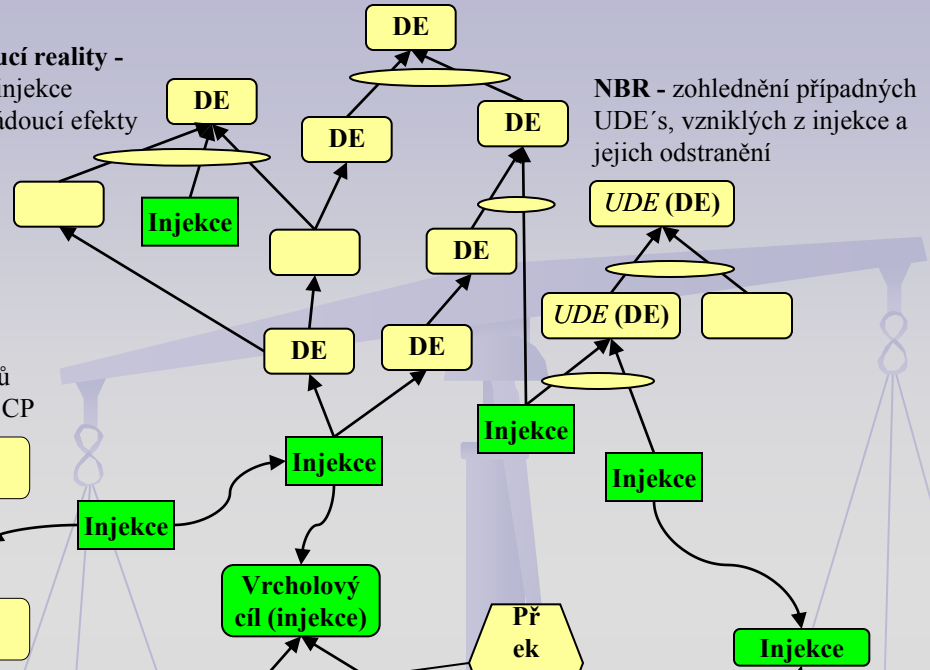 DE
ucí reality -
injekce
ádoucí efekty
DE
DE
DE
NBR - zohlednění případných
UDE´s, vzniklých z injekce a
jejich odstranění
UDE (DE)
Injekce
DE
UDE (DE)
DE
DE
ů
CP
Injekce
Injekce
Injekce
Injekce
Vrcholový
cíl (injekce)
Př
ek
Injekce